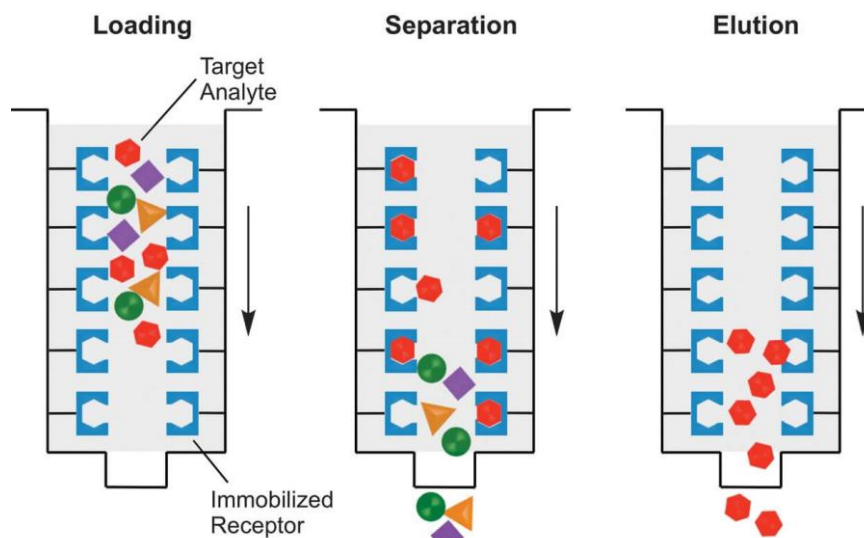 Loading
Separation
Elution
Target
Analyte
Immobilized
Receptor